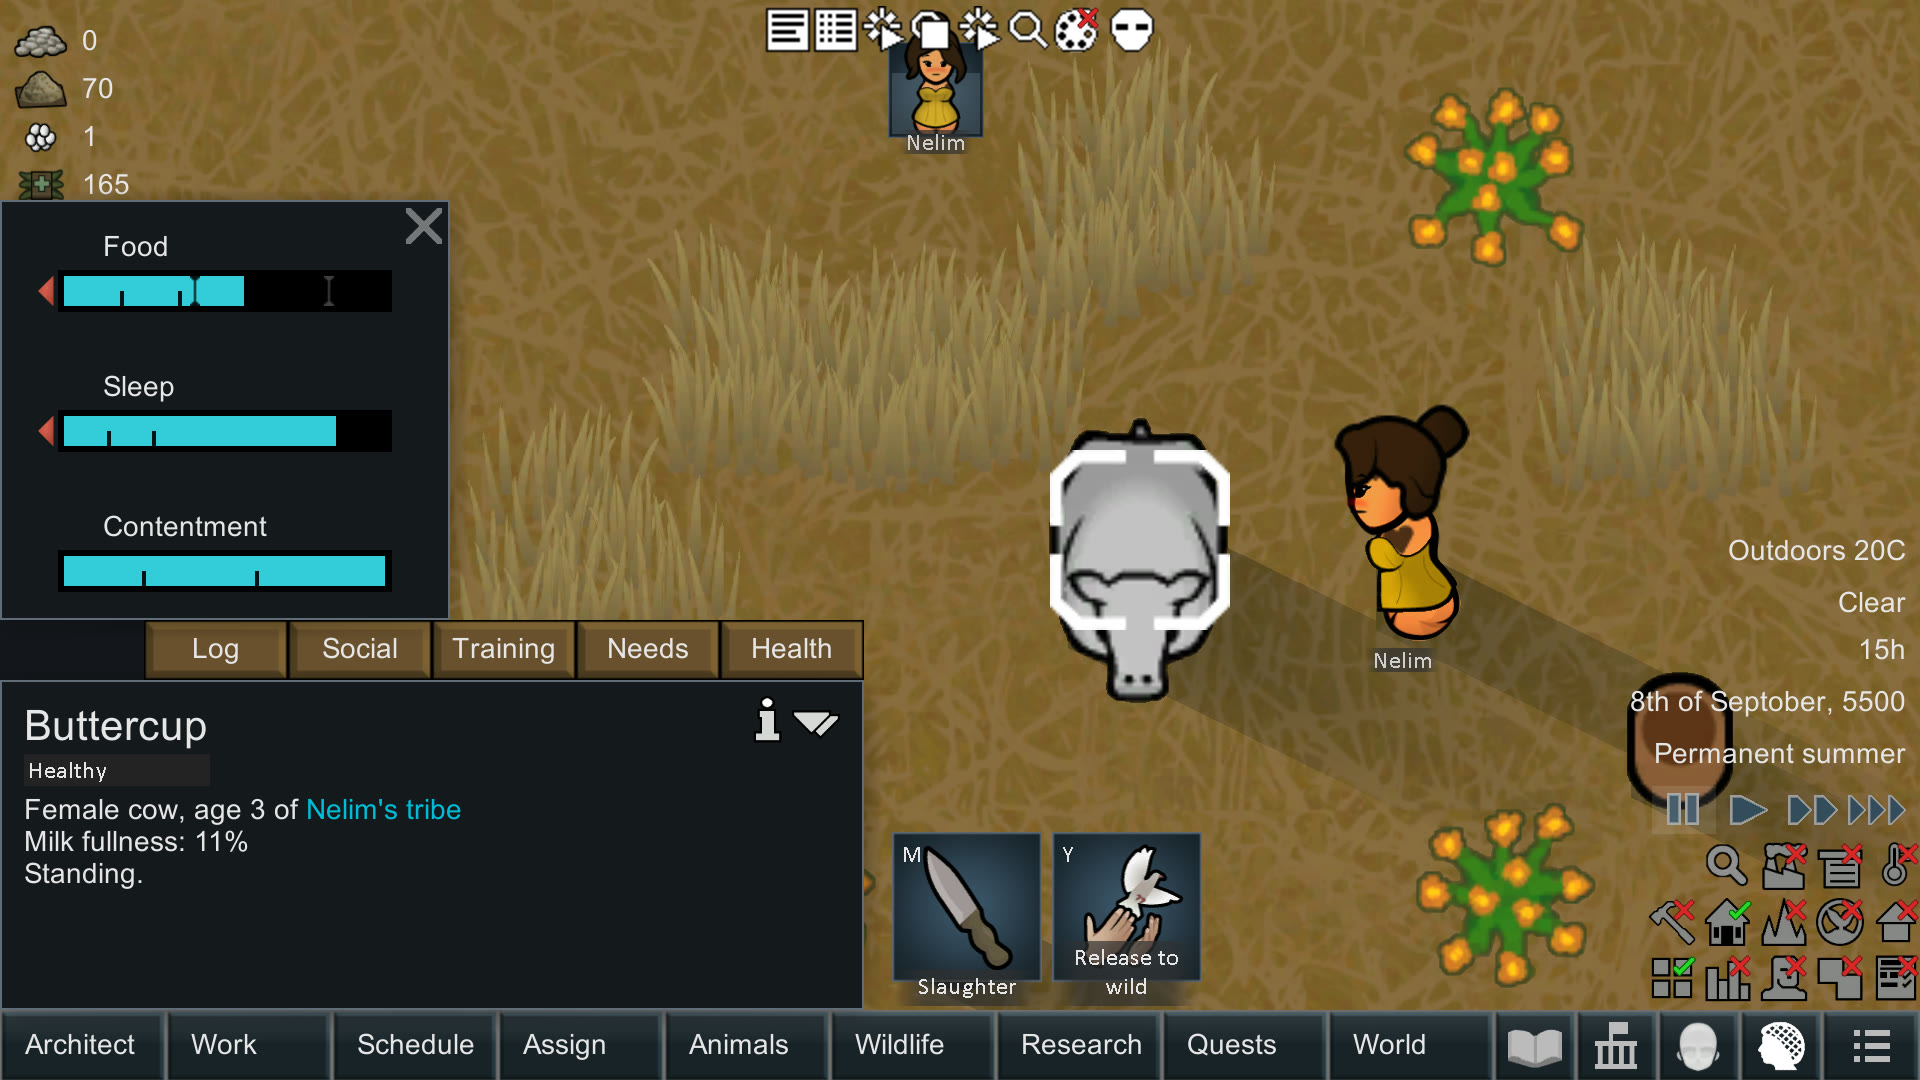 0
70
1
165
Nelim
Food
Sleep
Contentment
Log Social Training Needs Health
Buttercup
Healthy
Female cow, age 3 of Nelim's tribe
Milk fullness: 11%
Standing.
Nelim
Outdoors 20C
Clear
15h
8th of Septober, 5500
Permanent summer
M
Slaughter
Y
Release to
wild
Architect Work Schedule Assign Animals Wildlife Research Quests World